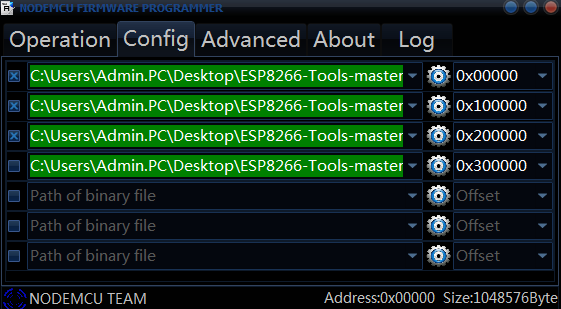 NODEMCU FIRMWARE PROGRAMMER
Operation Config Advanced About Log
C:\Users\Admin.PC\Desktop\ESP8266-Tools-master 0x00000
C:\Users\Admin.PC\Desktop\ESP8266-Tools-master 0x100000
C:\Users\Admin.PC\Desktop\ESP8266-Tools-master 0x200000
C:\Users\Admin.PC\Desktop\ESP8266-Tools-master 0x300000
Path of binary file Offset
Path of binary file Offset
Path of binary file Offset
NODEMCU TEAM Address:0x00000 Size:1048576Byte